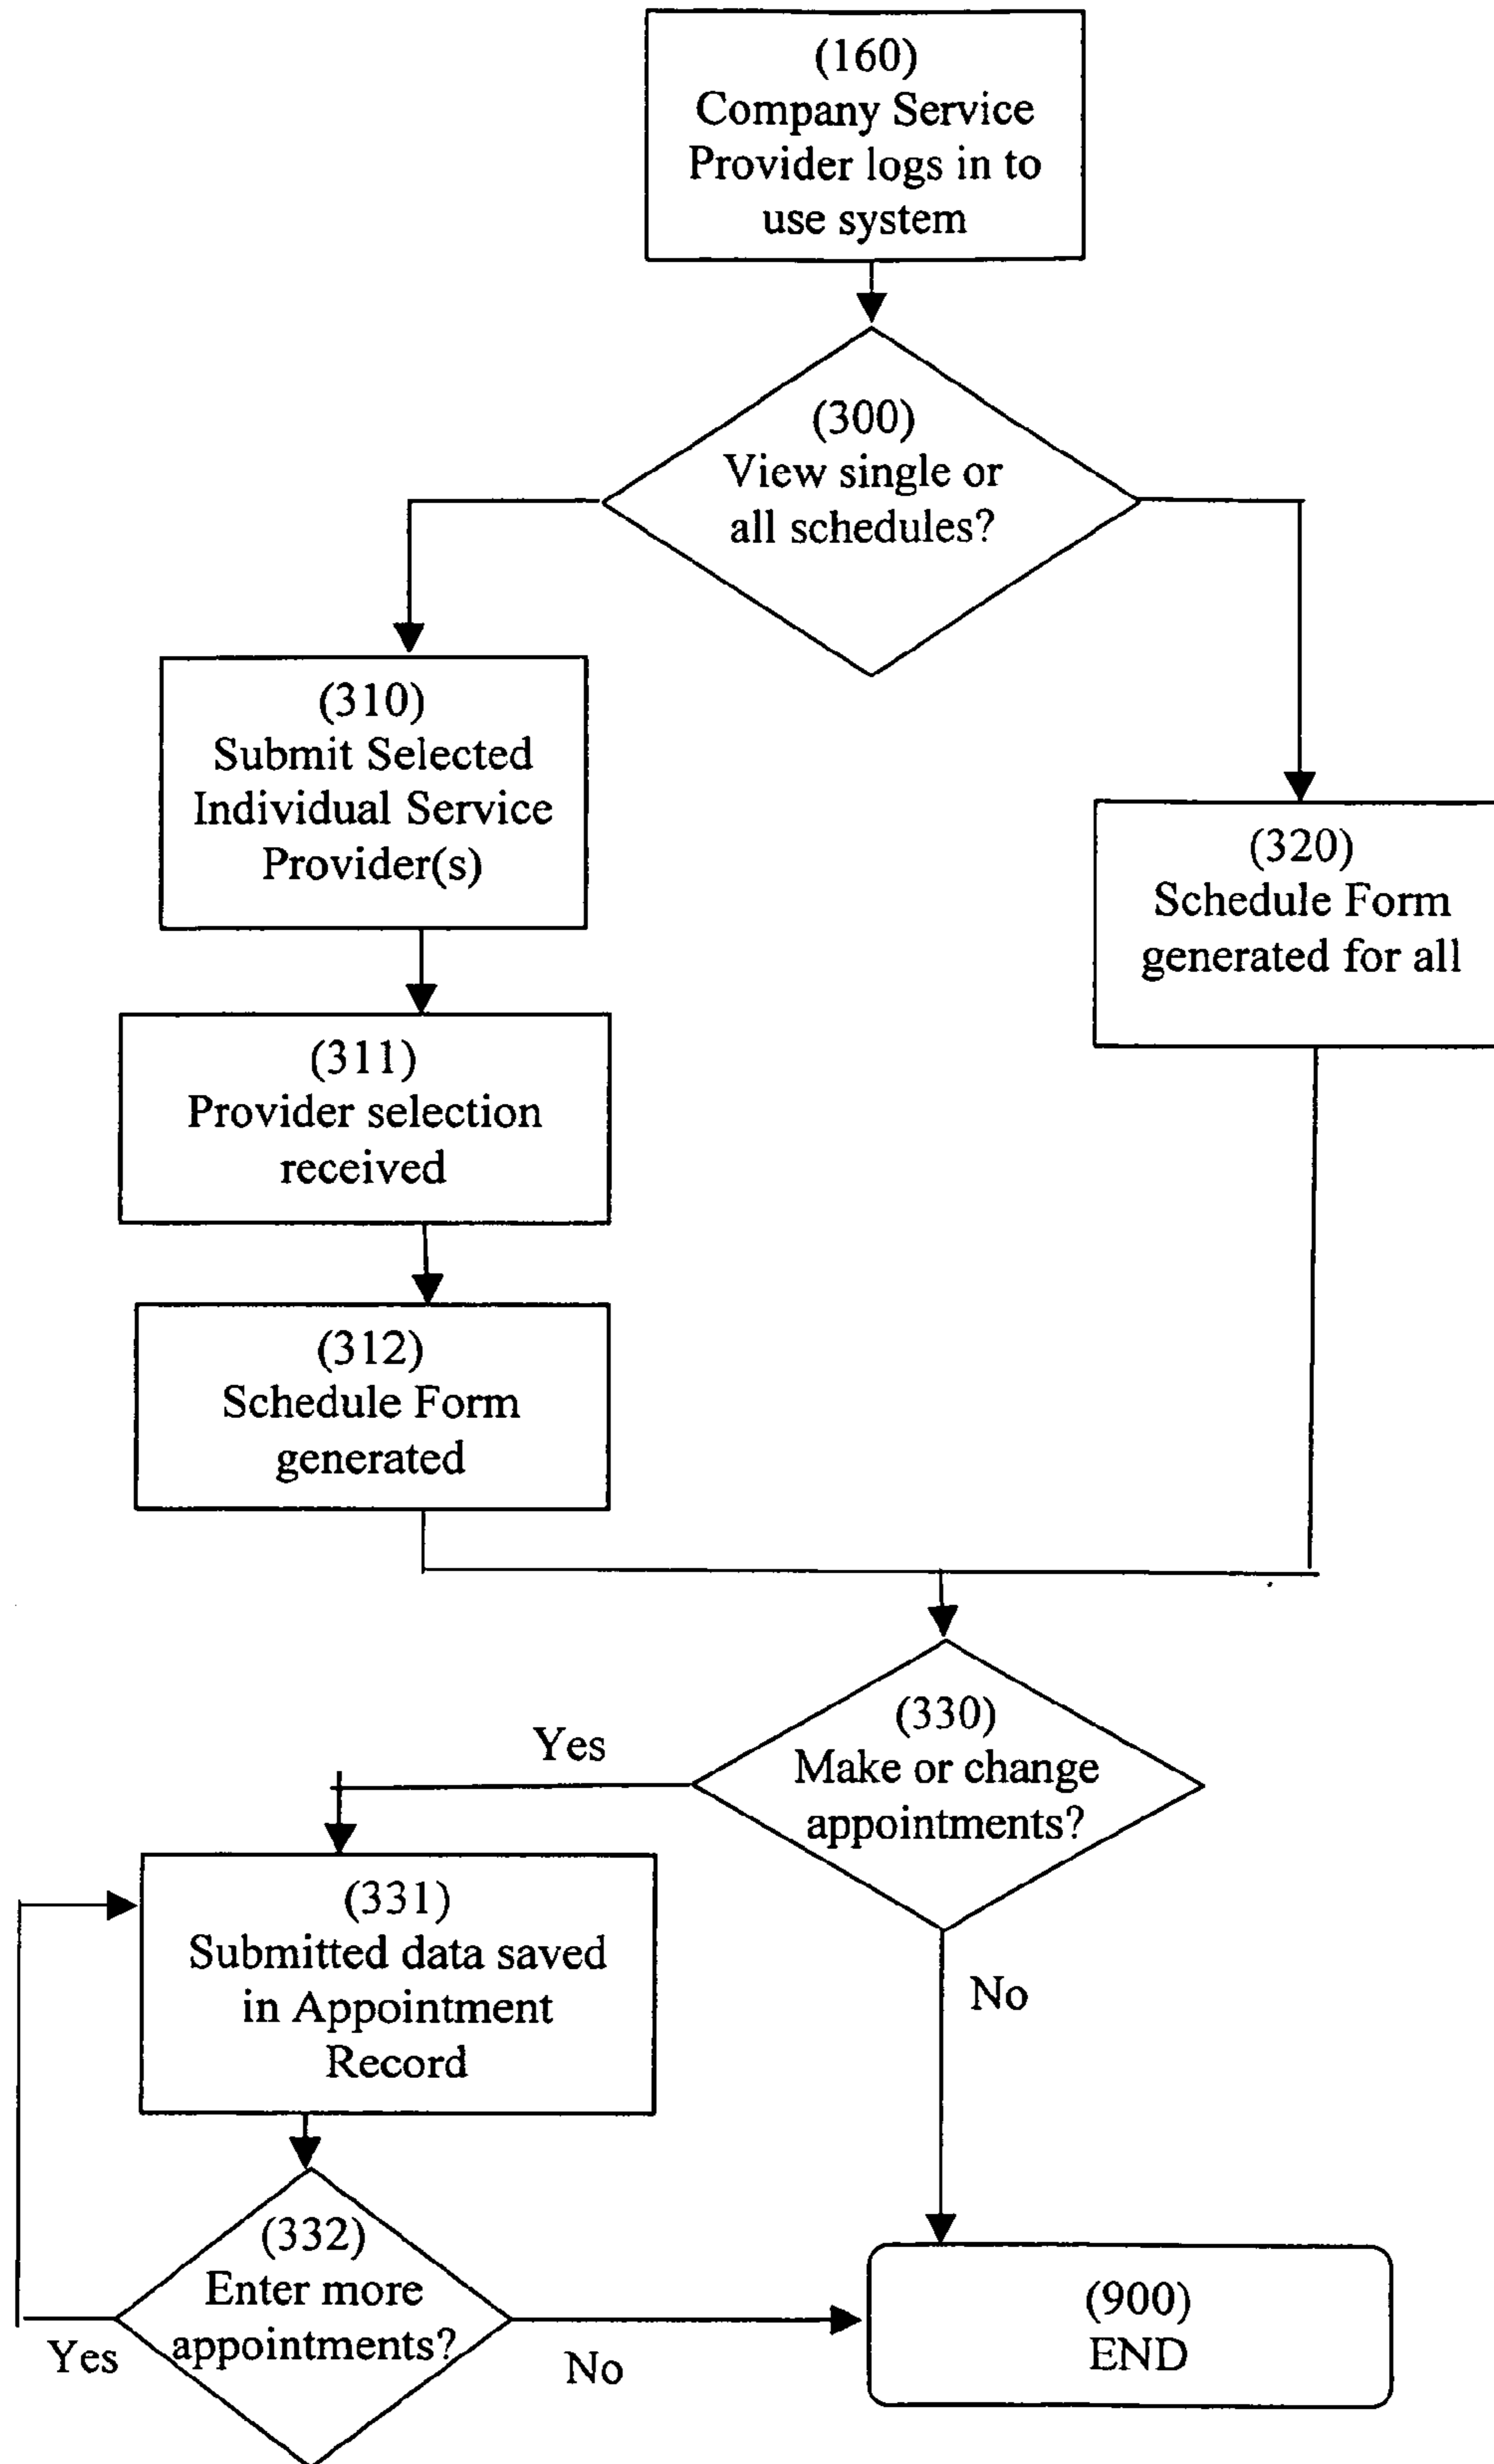 (160)
Company Service
Provider logs in to
use system
(300)
View single or
all schedules?
(310)
Submit Selected
Individual Service
Provider(s)
(320)
Schedule Form
generated for all
(311)
Provider selection
received
(312)
Schedule Form
generated
(330)
Make or change
appointments?
Yes
No
(331)
Submitted data saved
in Appointment
Record
(332)
Enter more
appointments?
Yes
No
(900)
END